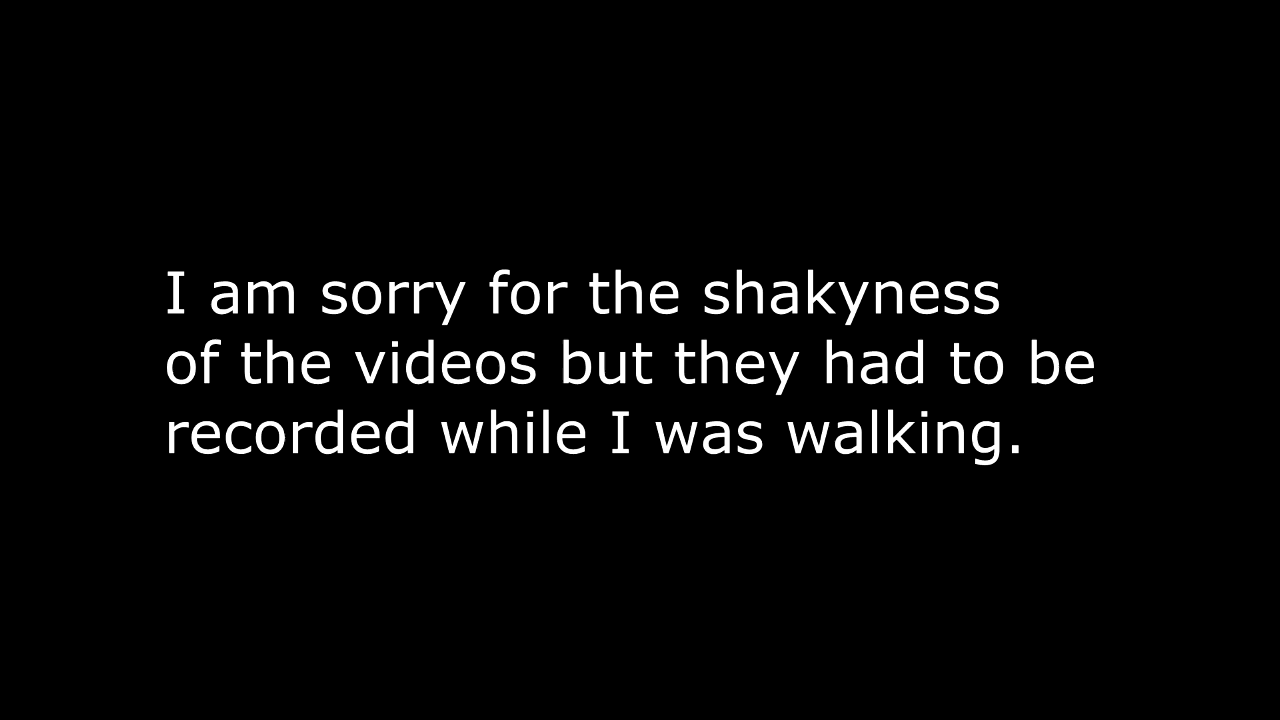 I am sorry for the shakyness
of the videos but they had to be
recorded while I was walking.